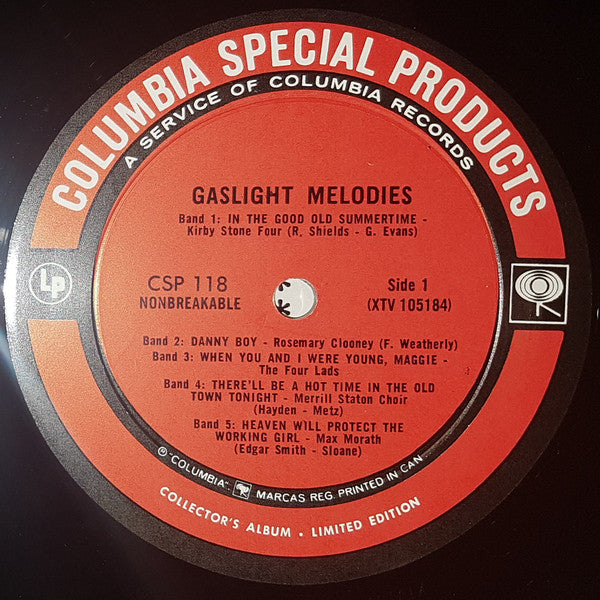 COLUMBIA SPECIAL PRODUCTS
A SERVICE OF COLUMBIA RECORDS
GASLIGHT MELODIES
Band 1: IN THE GOOD OLD SUMMERTIME -
Kirby Stone Four (R. Shields - G. Evans)
LP
CSP 118
NONBREAKABLE
Side 1
(XTV 105184)
Band 2: DANNY BOY - Rosemary Clooney (F. Weatherly)
Band 3: WHEN YOU AND I WERE YOUNG, MAGGIE -
The Four Lads
Band 4: THERE'LL BE A HOT TIME IN THE OLD
TOWN TONIGHT - Merrill Staton Choir
(Hayden - Metz)
Band 5: HEAVEN WILL PROTECT THE
WORKING GIRL - Max Morath
(Edgar Smith - Sloane)
℗ "COLUMBIA". MARCAS REG. PRINTED IN CAN
COLLECTOR'S ALBUM • LIMITED EDITION